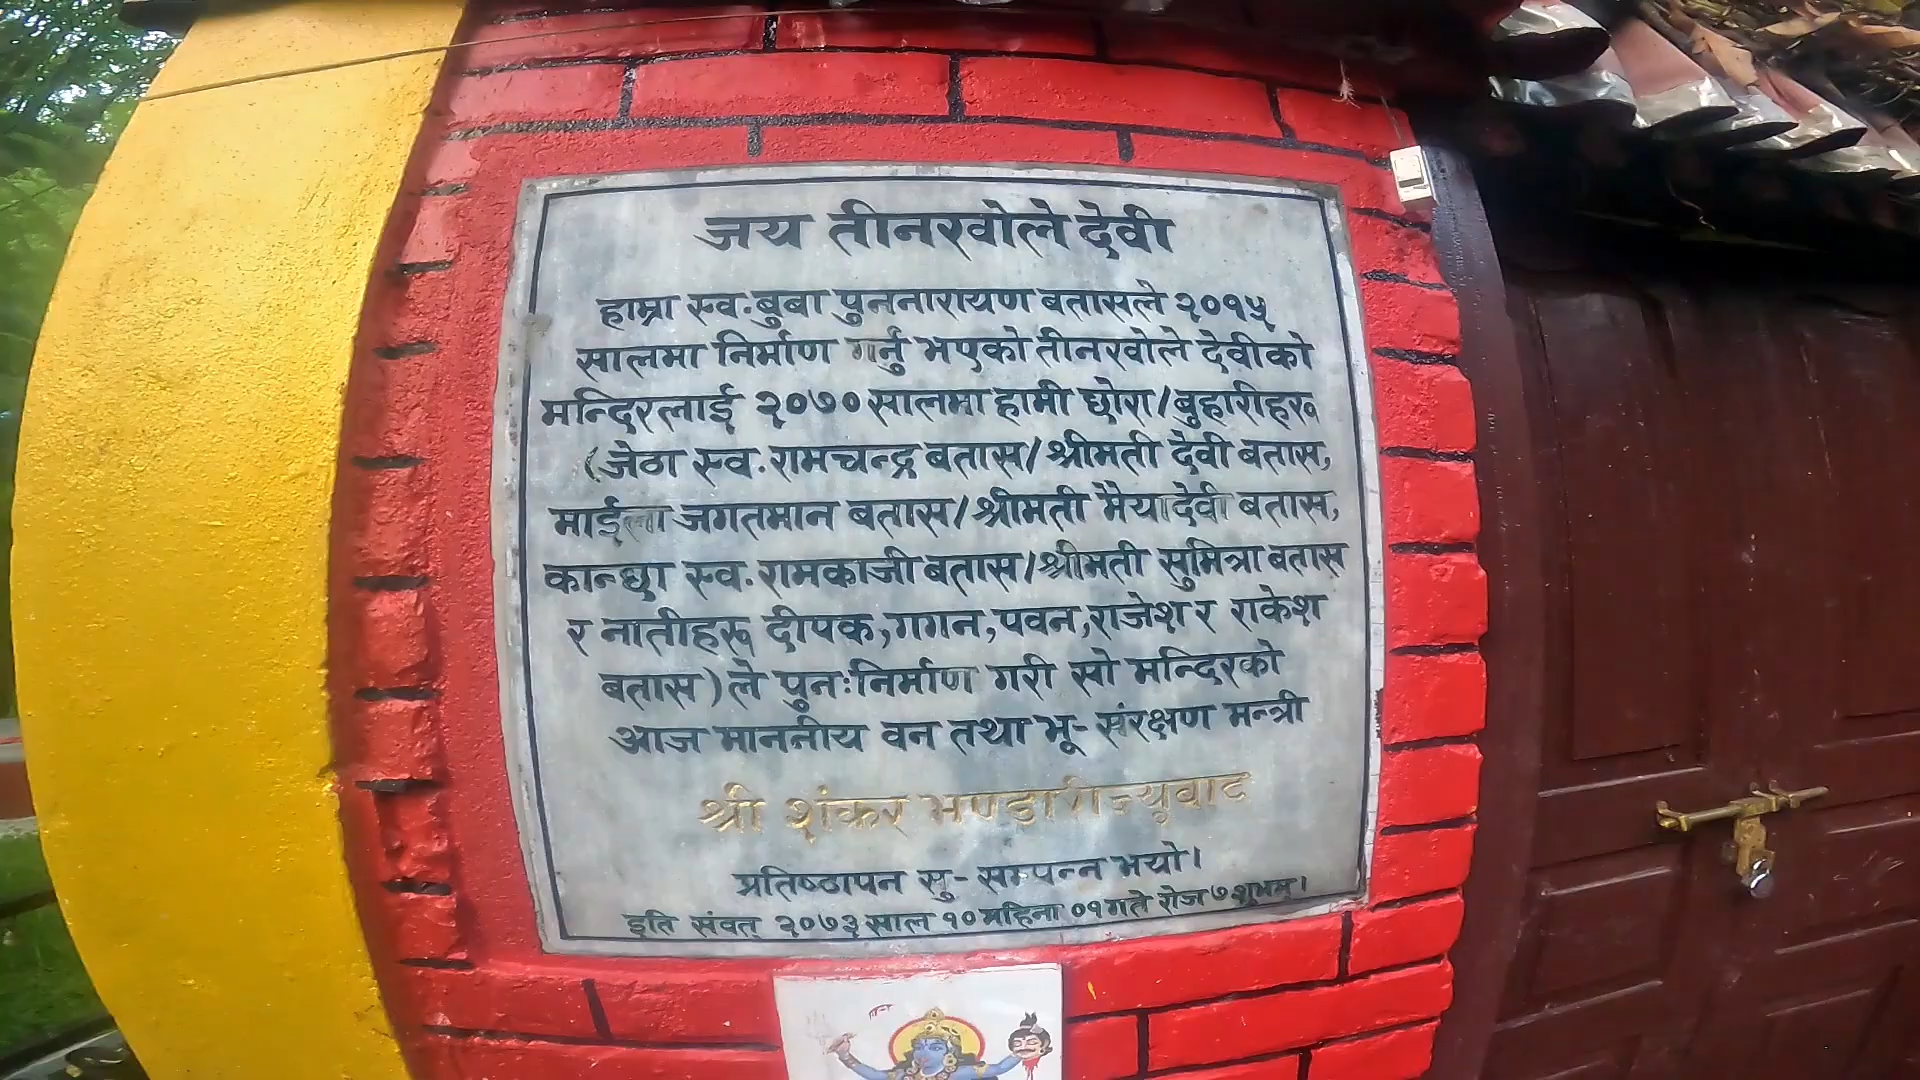 जय तीनखोले देवी
हाम्रा स्व.बुबा पुननारायण बतासले २०१५
सालमा निर्माण गर्नु भएको तीनखोले देवीको
मन्दिरलाई २०७० सालमा हामी छोरा/बुहारीहरू
(जेठा स्व.रामचन्द्र बतास/श्रीमती देवी बतास,
माईला जगतमान बतास/श्रीमती मैयादेवी बतास,
कान्छा स्व.रामकाजी बतास/श्रीमती सुमित्रा बतास
र नातीहरू दीपक,गगन,पवन,राजेश र राकेश
बतास)ले पुनःनिर्माण गरी सो मन्दिरको
आज माननीय वन तथा भू-संरक्षण मन्त्री
श्री शंकर भण्डारीज्यूवाट
प्रतिष्ठापन सु-सम्पन्न भयो।
इति संवत् २०७३ साल १० महिना ०१ गते रोज ७ शुभम्।